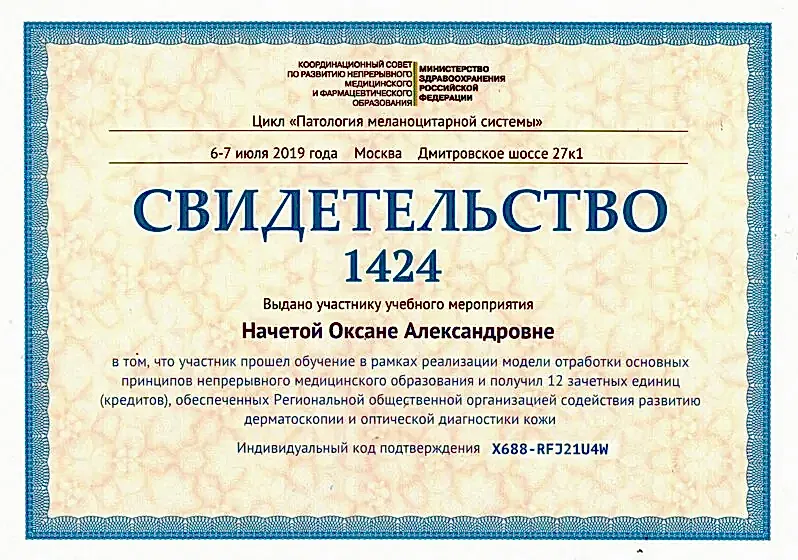 КООРДИНАЦИОННЫЙ СОВЕТ
ПО РАЗВИТИЮ НЕПРЕРЫВНОГО
МЕДИЦИНСКОГО
И ФАРМАЦЕВТИЧЕСКОГО
ОБРАЗОВАНИЯ
МИНИСТЕРСТВО
ЗДРАВООХРАНЕНИЯ
РОССИЙСКОЙ
ФЕДЕРАЦИИ
Цикл «Патология меланоцитарной системы»
6-7 июля 2019 года Москва Дмитровское шоссе 27к1
СВИДЕТЕЛЬСТВО
1424
Выдано участнику учебного мероприятия
Начетой Оксане Александровне
в том, что участник прошел обучение в рамках реализации модели отработки основных
принципов непрерывного медицинского образования и получил 12 зачетных единиц
(кредитов), обеспеченных Региональной общественной организацией содействия развитию
дерматоскопии и оптической диагностики кожи
Индивидуальный код подтверждения X688-RFJ21U4W